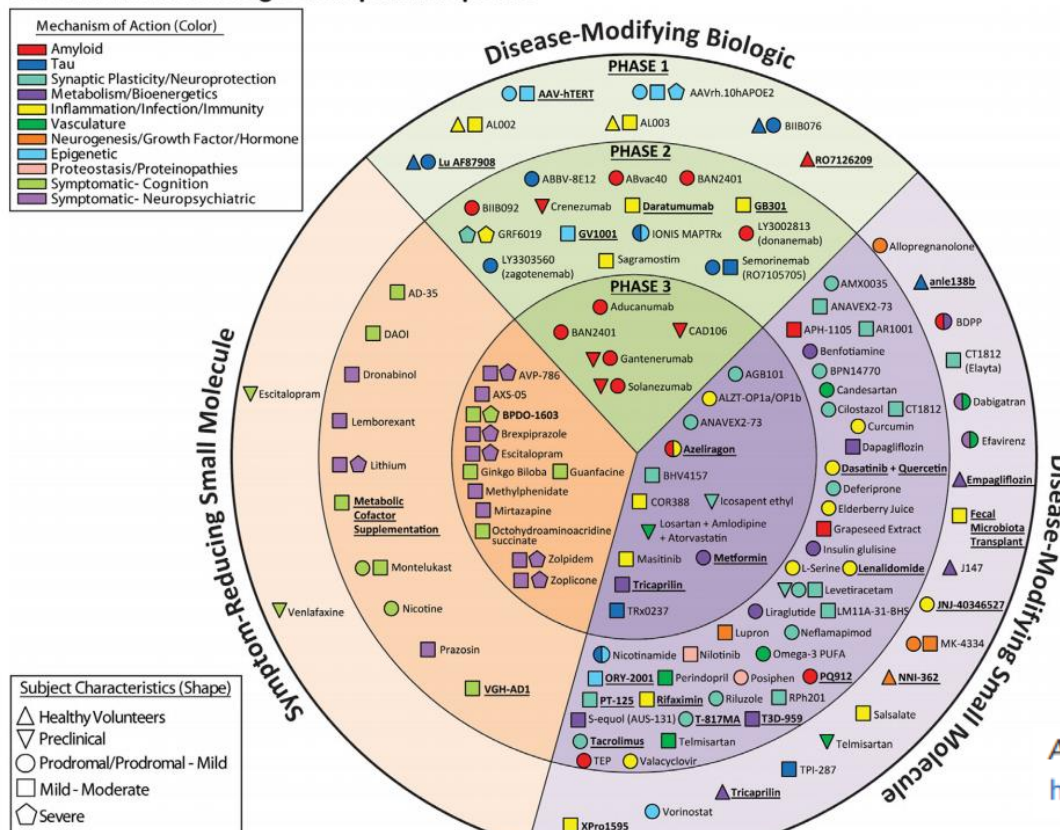 Mechanism of Action (Color)
Amyloid
Tau
Synaptic Plasticity/Neuroprotection
Metabolism/Bioenergetics
Inflammation/Infection/Immunity
Vasculature
Neurogenesis/Growth Factor/Hormone
Epigenetic
Proteostasis/Proteinopathies
Symptomatic- Cognition
Symptomatic- Neuropsychiatric
Disease-Modifying Biologic
PHASE 1
AAV-hTERT
AAVrh.10hAPOE2
AL002
AL003
BIIB076
Lu AF87908
RO7126209
PHASE 2
ABBV-8E12
ABvac40
BAN2401
BIIB092
Crenezumab
Daratumumab
GB301
GRF6019
GV1001
IONIS MAPTRx
LY3002813
(donanemab)
LY3303560
(zagotenemab)
Sagramostim
Semorinemab
(RO7105705)
PHASE 3
Aducanumab
BAN2401
CAD106
Gantenerumab
Solanezumab
Symptom-Reducing Small Molecule
Escitalopram
Venlafaxine
AD-35
DAOI
Dronabinol
Lemborexant
Lithium
Metabolic
Cofactor
Supplementation
Montelukast
Nicotine
Prazosin
VGH-AD1
AVP-786
AXS-05
BPDO-1603
Brexpiprazole
Escitalopram
Ginkgo Biloba
Guanfacine
Methylphenidate
Mirtazapine
Octohydroaminoacridine
succinate
Zolpidem
Zoplicone
AGB101
ALZT-OP1a/OP1b
ANAVEX2-73
Azeliragon
BHV4157
COR388
Icosapent ethyl
Losartan + Amlodipine
+ Atorvastatin
Masitinib
Metformin
Tricaprilin
TRx0237
AMX0035
ANAVEX2-73
APH-1105
AR1001
Benfotiamine
BPN14770
Candesartan
Cilostazol
CT1812
Curcumin
Dapagliflozin
Dasatinib + Quercetin
Deferiprone
Elderberry Juice
Grapeseed Extract
Insulin glulisine
L-Serine
Lenalidomide
Levetiracetam
Liraglutide
LM11A-31-BHS
Lupron
Neflamapimod
Nicotinamide
Nilotinib
Omega-3 PUFA
ORY-2001
Perindopril
Posiphen
PQ912
PT-125
Rifaximin
Riluzole
RPh201
S-equol (AUS-131)
T-817MA
T3D-959
Tacrolimus
Telmisartan
TEP
Valacyclovir
Allopregnanolone
anle138b
BDPP
CT1812
(Elayta)
Dabigatran
Efavirenz
Empagliflozin
Fecal
Microbiota
Transplant
J147
JNJ-40346527
MK-4334
NNI-362
Salsalate
Telmisartan
TPI-287
Tricaprilin
Vorinostat
XPro1595
Disease-Modifying Small Molecule
Subject Characteristics (Shape)
Healthy Volunteers
Preclinical
Prodromal/Prodromal - Mild
Mild - Moderate
Severe